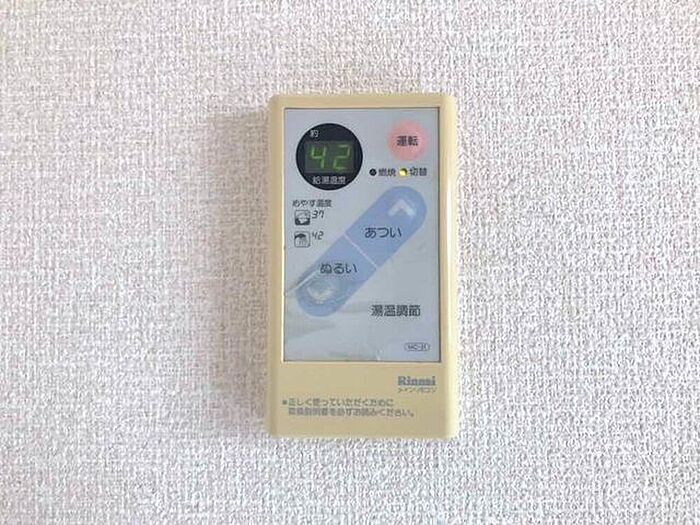 約
42
給湯温度
運転
燃焼 切替
めやす温度
37
42
あつい
ぬるい
湯温調節
MC-31
Rinnai
メインリモコン
●正しく使っていただくために
取扱説明書を必ずお読みください。